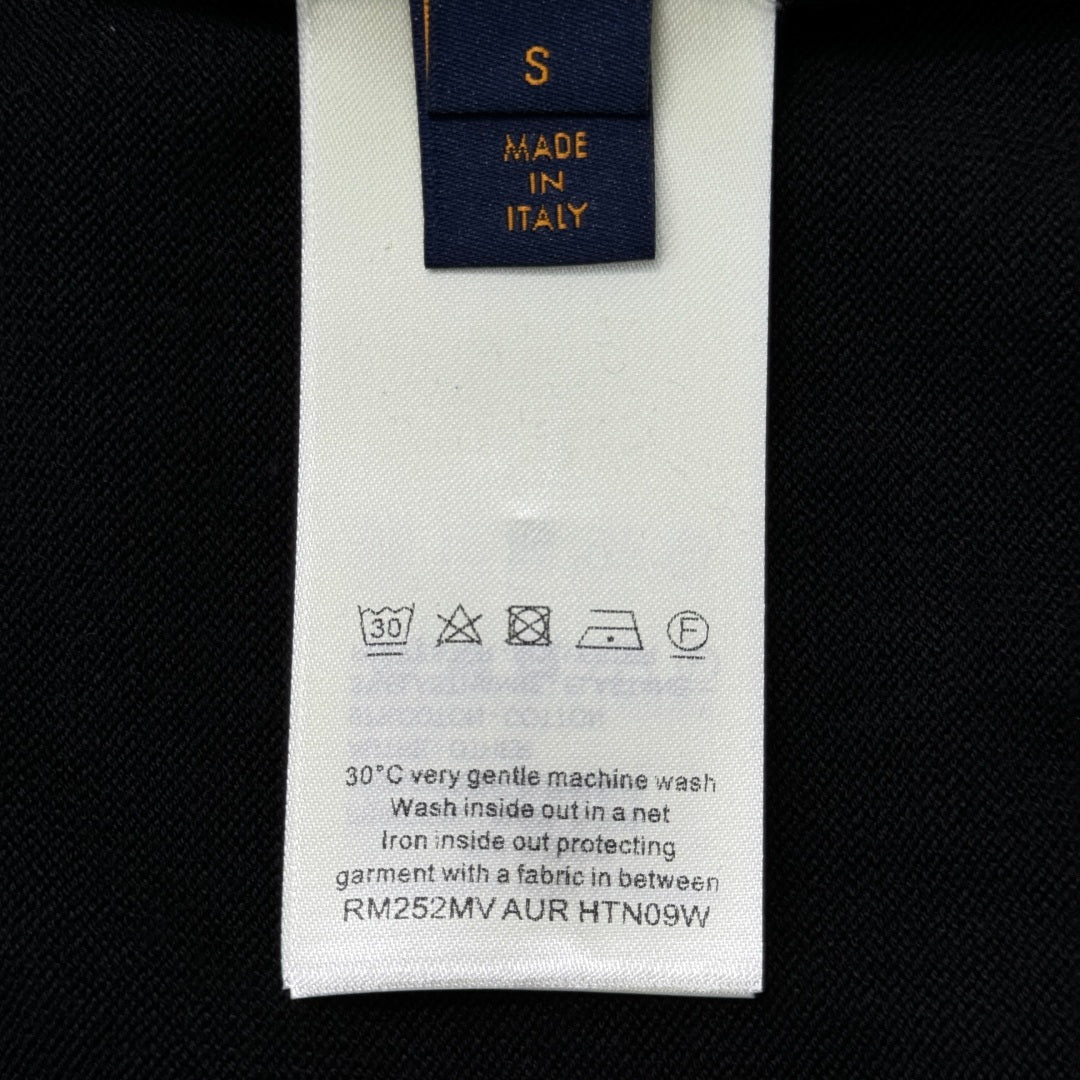 S
MADE
IN
ITALY
30 F
30°C very gentle machine wash
Wash inside out in a net
Iron inside out protecting
garment with a fabric in between
RM252MV AUR HTN09W